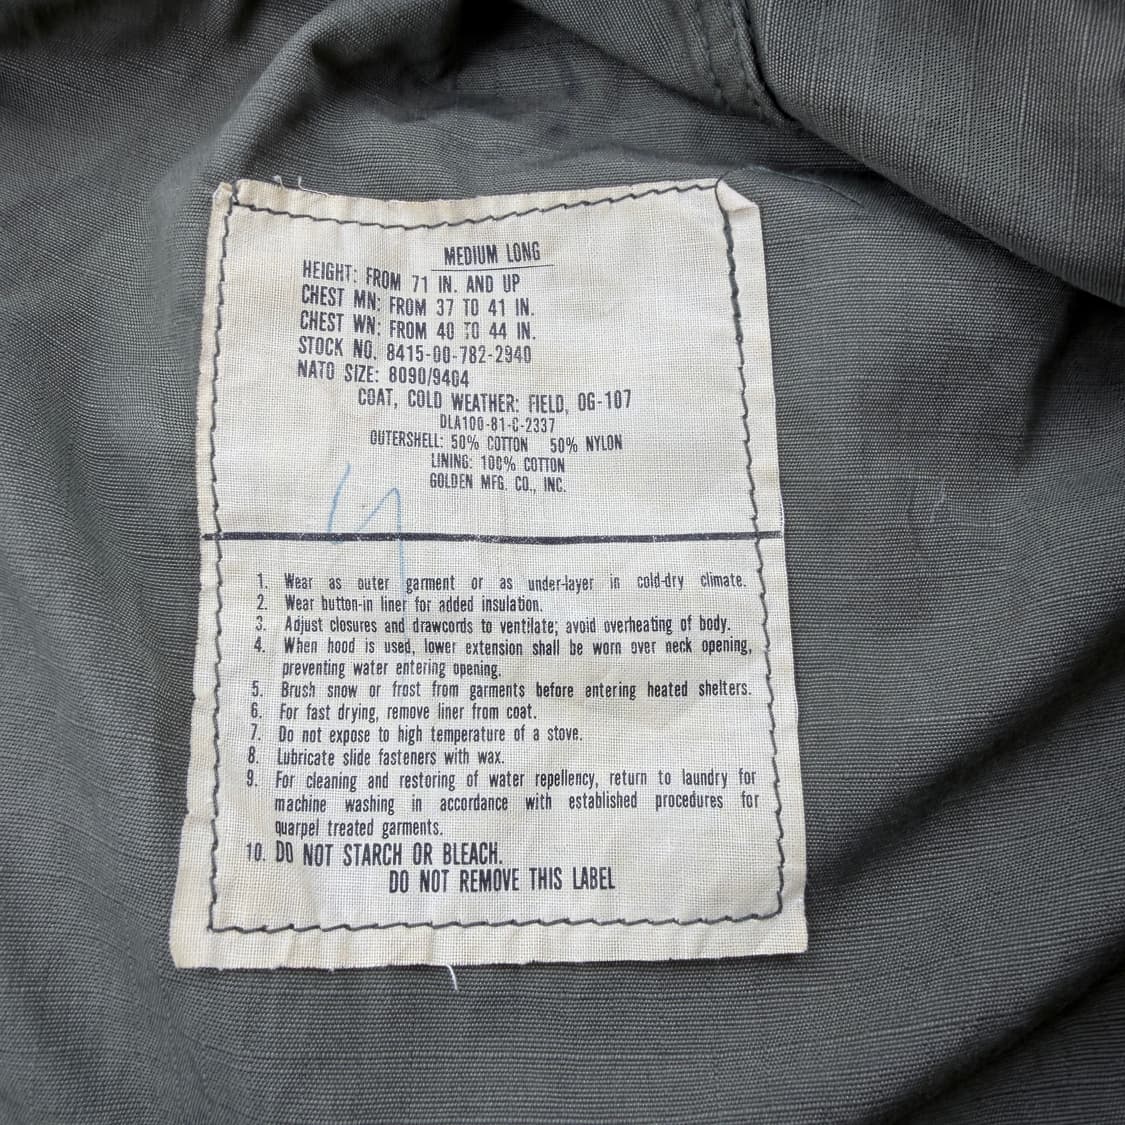 MEDIUM LONG
HEIGHT: FROM 71 IN. AND UP
CHEST MN: FROM 37 TO 41 IN.
CHEST WN: FROM 40 TO 44 IN.
STOCK NO. 8415-00-782-2940
NATO SIZE: 8090/9404
COAT, COLD WEATHER: FIELD, OG-107
DLA100-81-C-2337
OUTERSHELL: 50% COTTON 50% NYLON
LINING: 100% COTTON
GOLDEN MFG. CO., INC.
1. Wear as outer garment or as under-layer in cold-dry climate.
2. Wear button-in liner for added insulation.
3. Adjust closures and drawcords to ventilate; avoid overheating of body.
4. When hood is used, lower extension shall be worn over neck opening,
preventing water entering opening.
5. Brush snow or frost from garments before entering heated shelters.
6. For fast drying, remove liner from coat.
7. Do not expose to high temperature of a stove.
8. Lubricate slide fasteners with wax.
9. For cleaning and restoring of water repellency, return to laundry for
machine washing in accordance with established procedures for
quarpel treated garments.
10. DO NOT STARCH OR BLEACH.
DO NOT REMOVE THIS LABEL